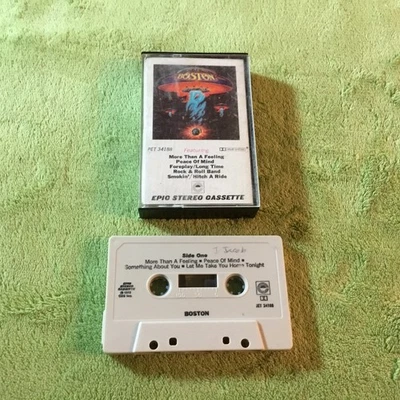 BOSTON
PET 34188
Featuring
DOLBY
More Than A Feeling
Peace Of Mind
Foreplay/Long Time
Rock & Roll Band
Smokin'/Hitch A Ride
EPIC STEREO CASSETTE
Side One
More Than A Feeling • Peace of Mind •
Something About You • Let Me Take You Home Tonight
JET 34188
BOSTON